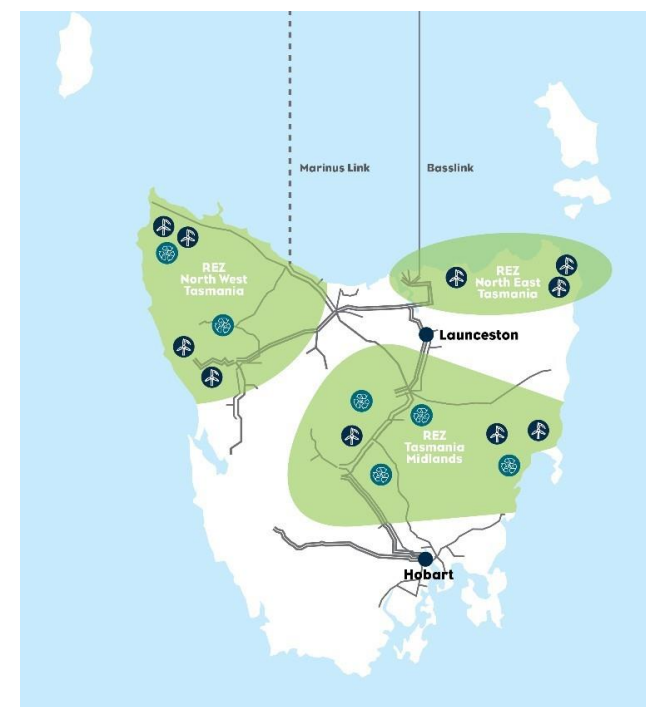 Marinus Link
Basslink
REZ
North West
Tasmania
REZ
North East
Tasmania
Launceston
REZ
Tasmania
Midlands
Hobart